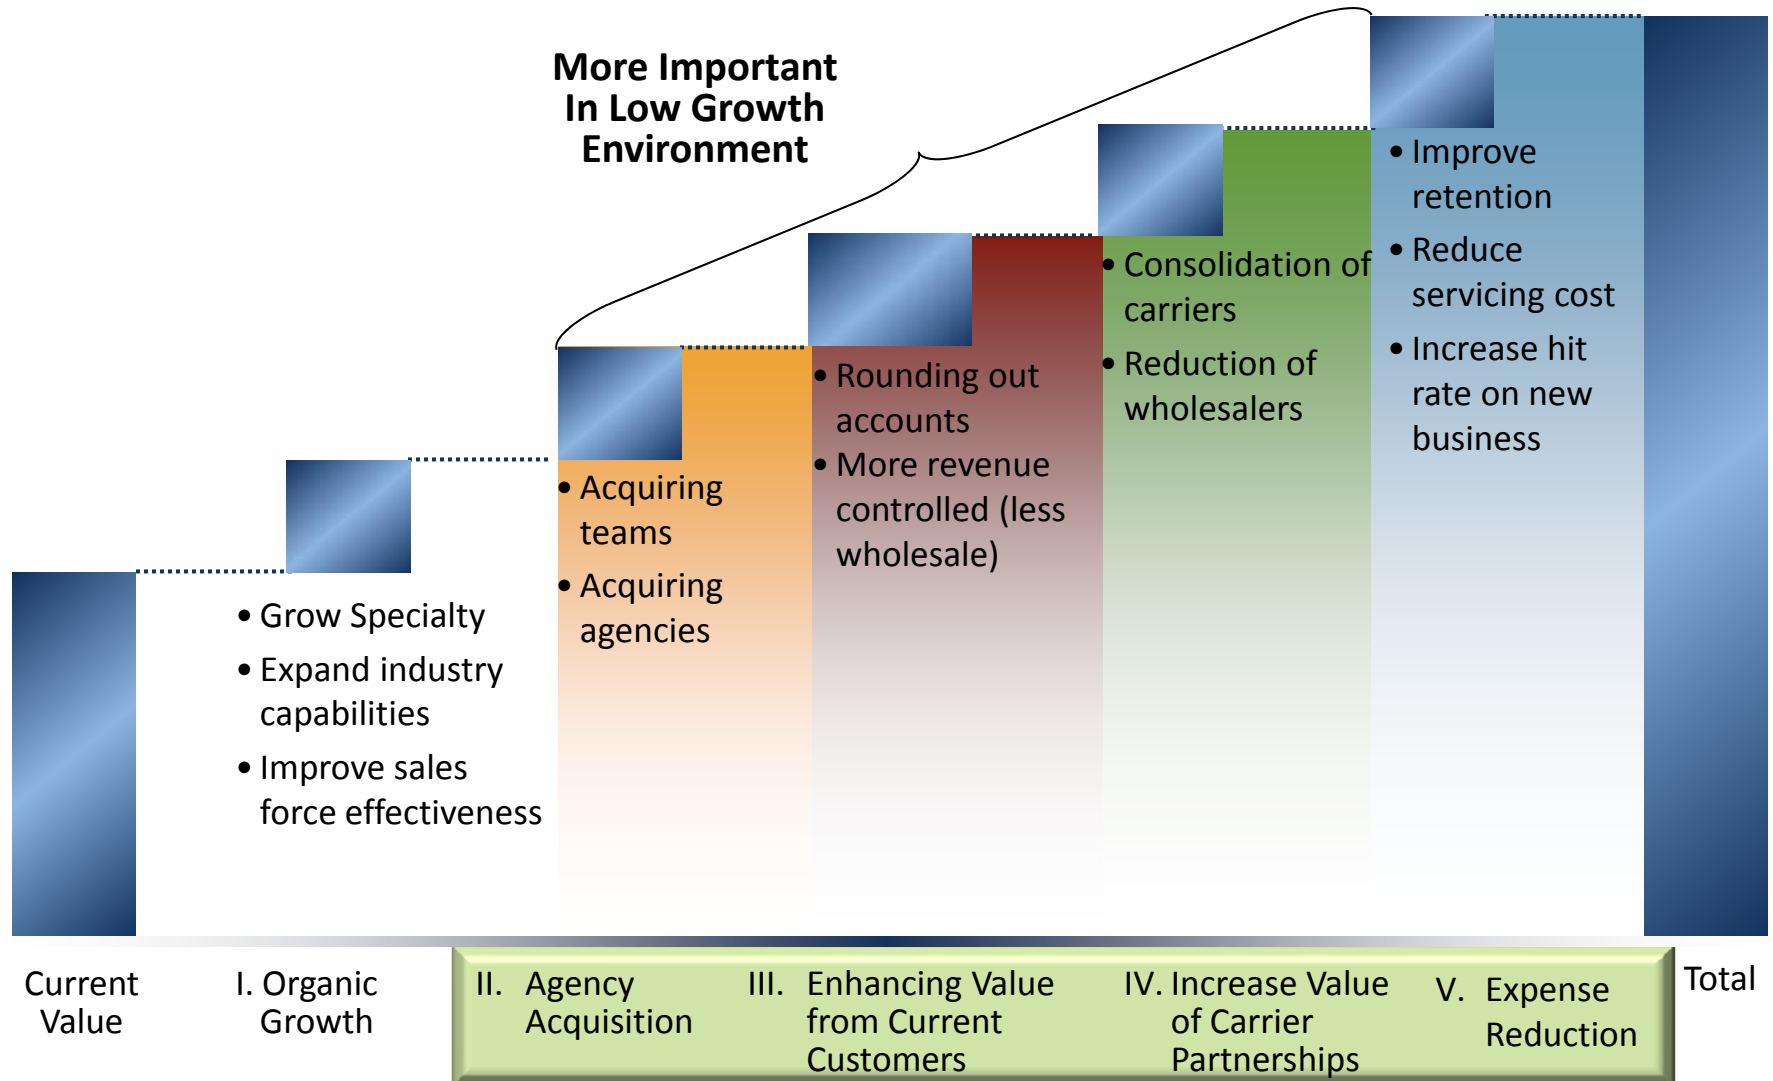 More Important
In Low Growth
Environment
• Grow Specialty
• Expand industry
capabilities
• Improve sales
force effectiveness
• Acquiring
teams
• Acquiring
agencies
• Rounding out
accounts
• More revenue
controlled (less
wholesale)
• Consolidation of
carriers
• Reduction of
wholesalers
• Improve
retention
• Reduce
servicing cost
• Increase hit
rate on new
business
Current
Value
I. Organic
Growth
II. Agency
Acquisition
III. Enhancing Value
from Current
Customers
IV. Increase Value
of Carrier
Partnerships
V. Expense
Reduction
Total